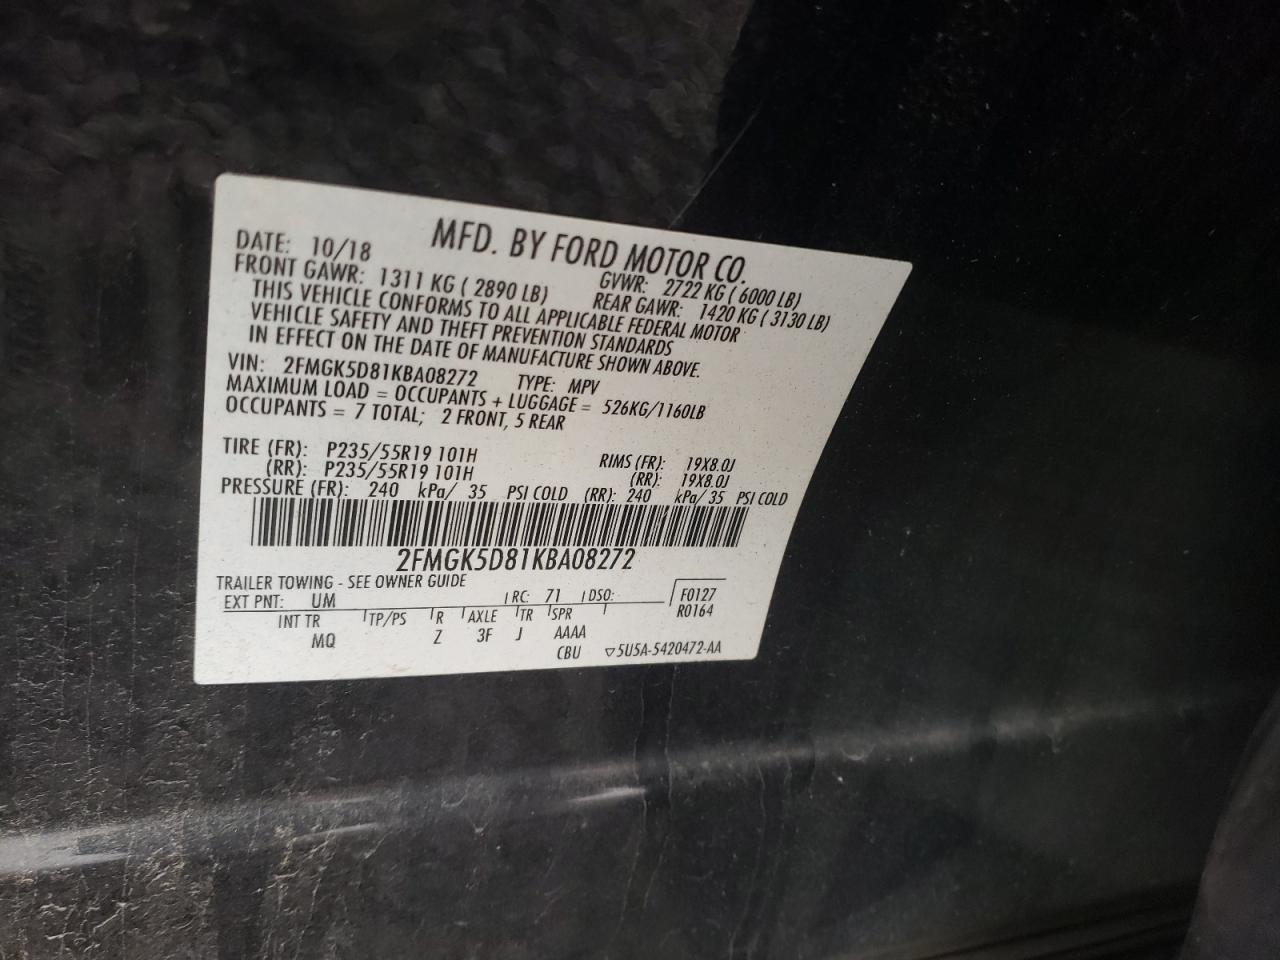 MFD. BY FORD MOTOR CO.
DATE: 10/18 GVWR: 2722 KG ( 6000 LB)
FRONT GAWR: 1311 KG ( 2890 LB) REAR GAWR: 1420 KG ( 3130 LB)
THIS VEHICLE CONFORMS TO ALL APPLICABLE FEDERAL MOTOR
VEHICLE SAFETY AND THEFT PREVENTION STANDARDS
IN EFFECT ON THE DATE OF MANUFACTURE SHOWN ABOVE.
VIN: 2FMGK5D81KBA08272 TYPE: MPV
MAXIMUM LOAD = OCCUPANTS + LUGGAGE = 526KG/1160LB
OCCUPANTS = 7 TOTAL; 2 FRONT, 5 REAR
TIRE (FR): P235/55R19 101H RIMS (FR): 19X8.0J
(RR): P235/55R19 101H (RR): 19X8.0J
PRESSURE (FR): 240 kPa/ 35 PSI COLD (RR): 240 kPa/ 35 PSI COLD
2FMGK5D81KBA08272
TRAILER TOWING - SEE OWNER GUIDE
EXT PNT: UM RC: 71 DSO: F0127
R0164
INT TR TP/PS R AXLE TR SPR
MQ Z 3F J AAAA
CBU ▽5U5A-5420472-AA